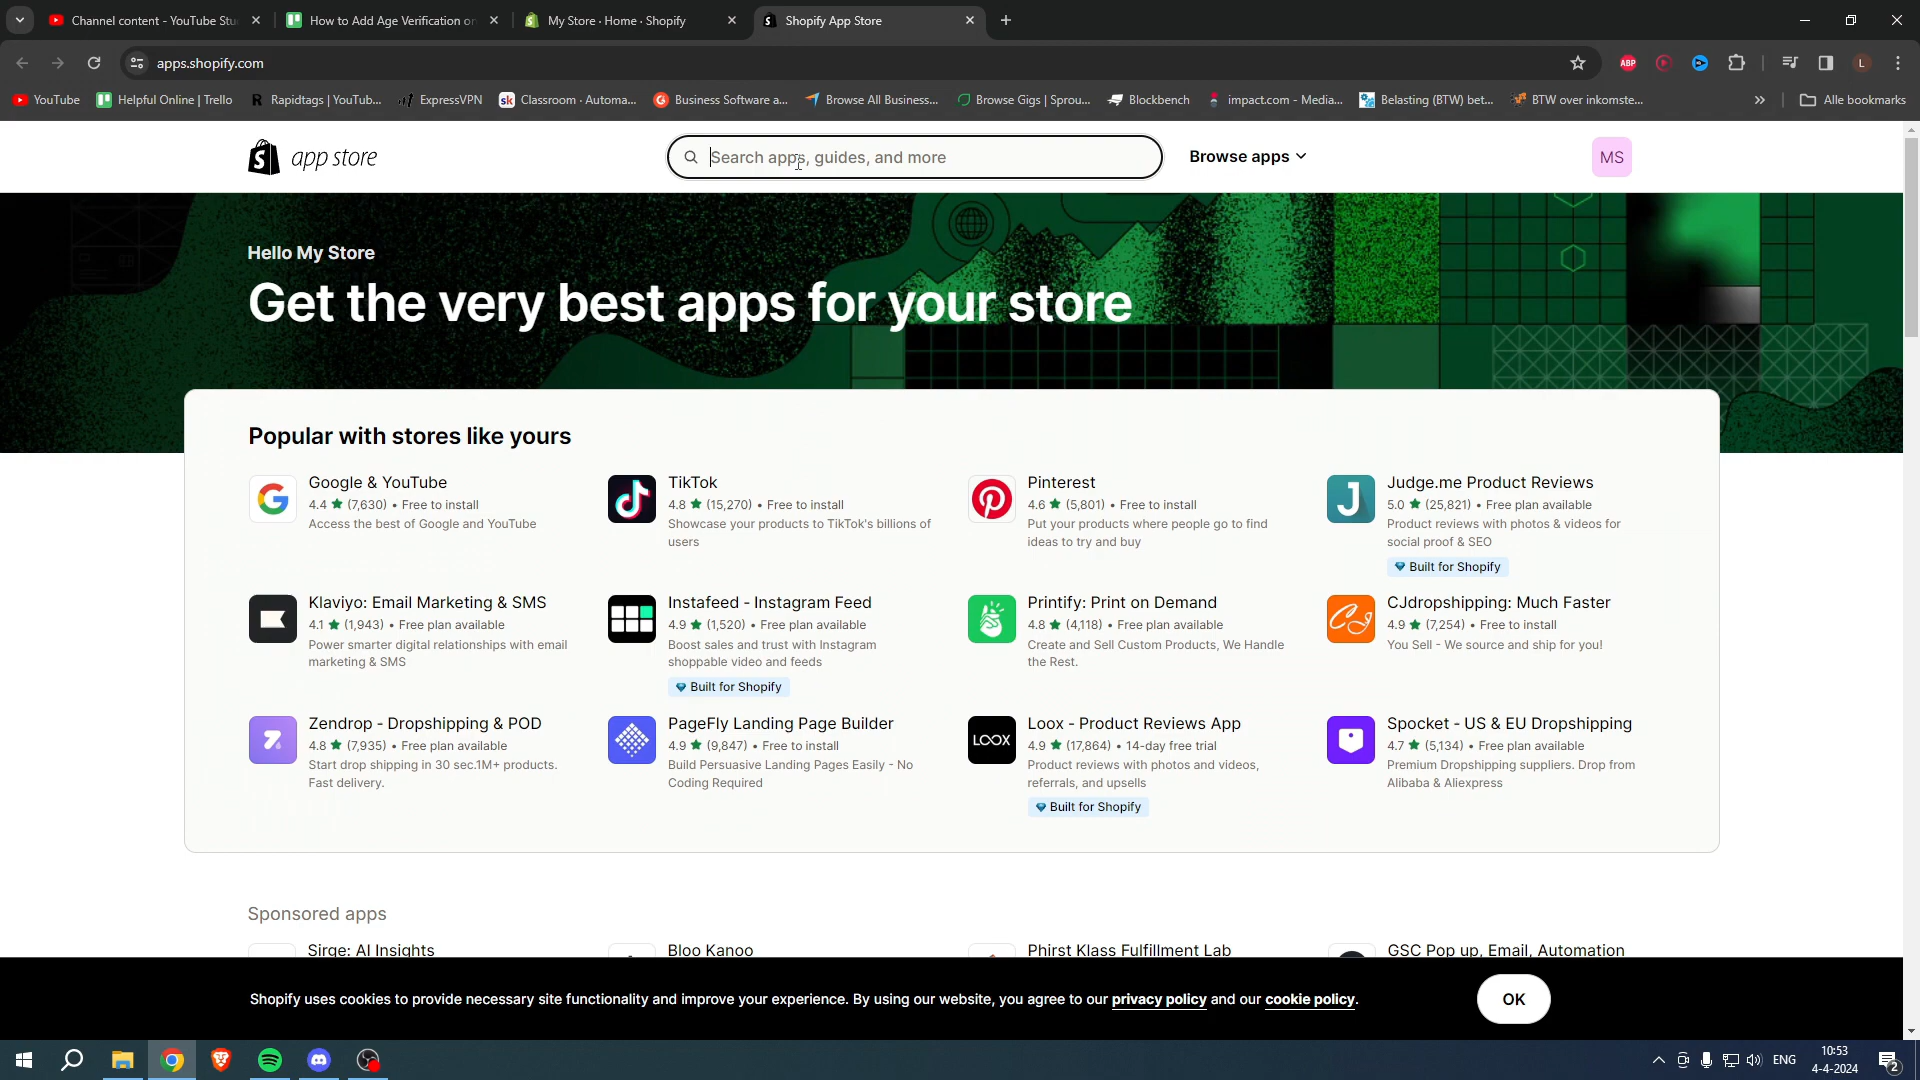 Channel content - YouTube Stu
How to Add Age Verification on
My Store · Home · Shopify
Shopify App Store
apps.shopify.com
ABP
L
YouTube
Helpful Online | Trello
Rapidtags | YouTub...
ExpressVPN
Classroom · Automa...
Business Software a...
Browse All Business...
Browse Gigs | Sprou...
Blockbench
impact.com - Media...
Belasting (BTW) bet...
BTW over inkomste...
Alle bookmarks
app store
Search apps, guides, and more
Browse apps
MS
Hello My Store
Get the very best apps for your store
Popular with stores like yours
Google & YouTube
4.4 ★ (7,630) • Free to install
Access the best of Google and YouTube
TikTok
4.8 ★ (15,270) • Free to install
Showcase your products to TikTok's billions of
users
Pinterest
4.6 ★ (5,801) • Free to install
Put your products where people go to find
ideas to try and buy
Judge.me Product Reviews
5.0 ★ (25,821) • Free plan available
Product reviews with photos & videos for
social proof & SEO
Built for Shopify
Klaviyo: Email Marketing & SMS
4.1 ★ (1,943) • Free plan available
Power smarter digital relationships with email
marketing & SMS
Instafeed - Instagram Feed
4.9 ★ (1,520) • Free plan available
Boost sales and trust with Instagram
shoppable video and feeds
Built for Shopify
Printify: Print on Demand
4.8 ★ (4,118) • Free plan available
Create and Sell Custom Products, We Handle
the Rest.
CJdropshipping: Much Faster
4.9 ★ (7,254) • Free to install
You Sell - We source and ship for you!
Zendrop - Dropshipping & POD
4.8 ★ (7,935) • Free plan available
Start drop shipping in 30 sec.1M+ products.
Fast delivery.
PageFly Landing Page Builder
4.9 ★ (9,847) • Free to install
Build Persuasive Landing Pages Easily - No
Coding Required
LOOX
Loox - Product Reviews App
4.9 ★ (17,864) • 14-day free trial
Product reviews with photos and videos,
referrals, and upsells
Built for Shopify
Spocket - US & EU Dropshipping
4.7 ★ (5,134) • Free plan available
Premium Dropshipping suppliers. Drop from
Alibaba & Aliexpress
Sponsored apps
Sirge: AI Insights
Bloo Kanoo
Phirst Klass Fulfillment Lab
GSC Pop up, Email, Automation
Shopify uses cookies to provide necessary site functionality and improve your experience. By using our website, you agree to our privacy policy and our cookie policy.
OK
ENG
10:53
4-4-2024
2